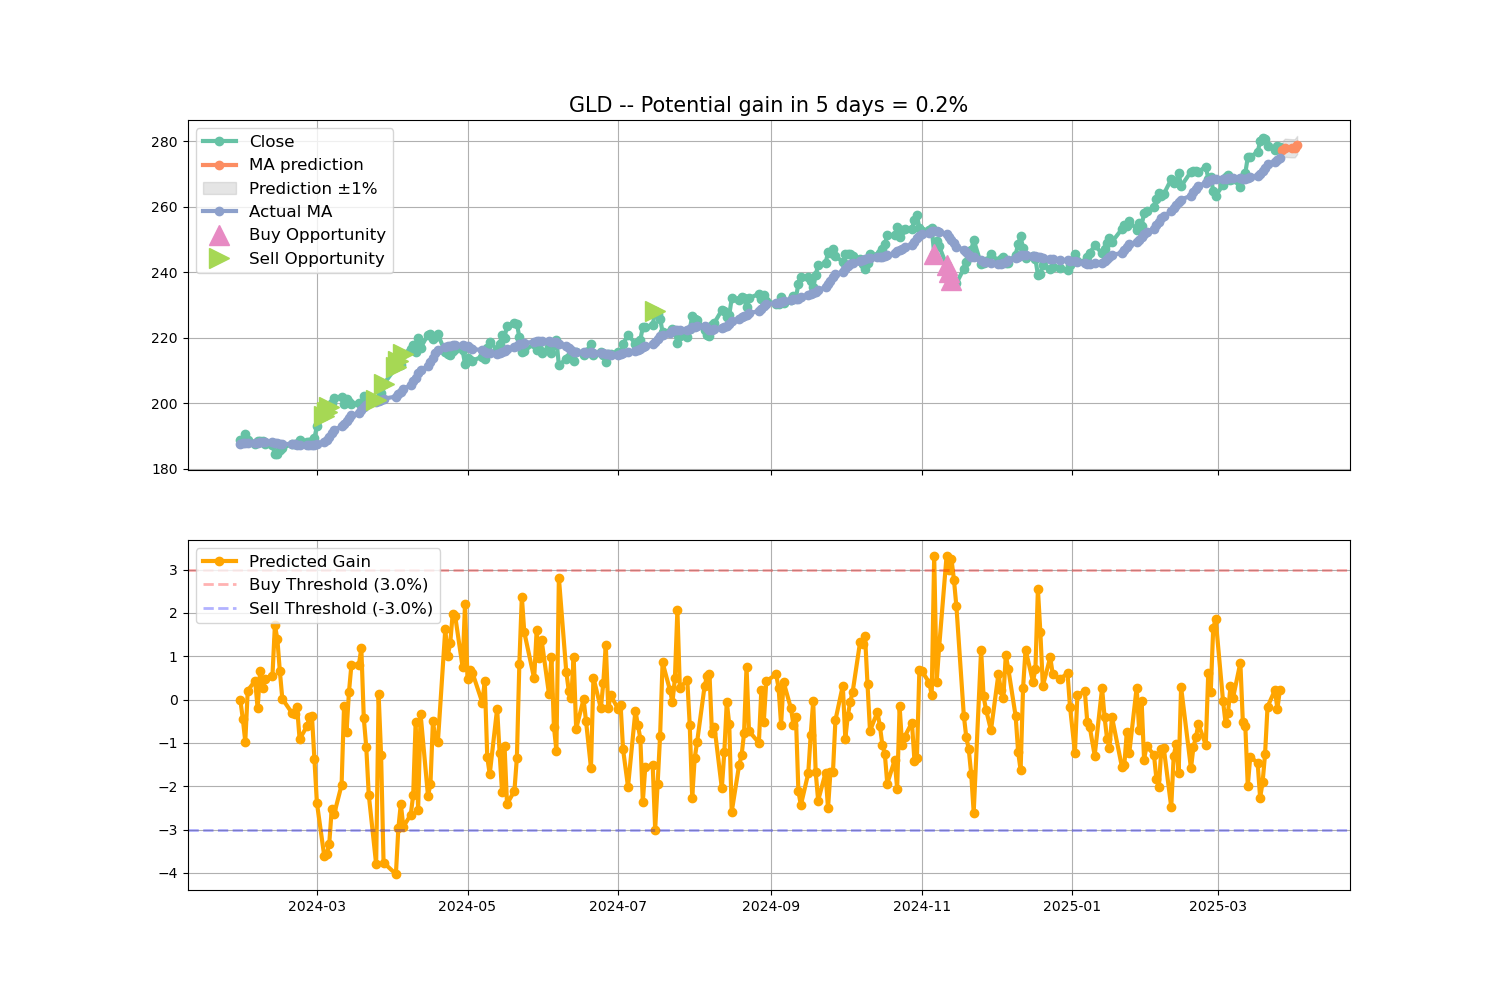 GLD -- Potential gain in 5 days = 0.2%
Close
MA prediction
Prediction ±1%
Actual MA
Buy Opportunity
Sell Opportunity
280
260
240
220
200
180
Predicted Gain
Buy Threshold (3.0%)
Sell Threshold (-3.0%)
3
2
1
0
−1
−2
−3
−4
2024-03 2024-05 2024-07 2024-09 2024-11 2025-01 2025-03